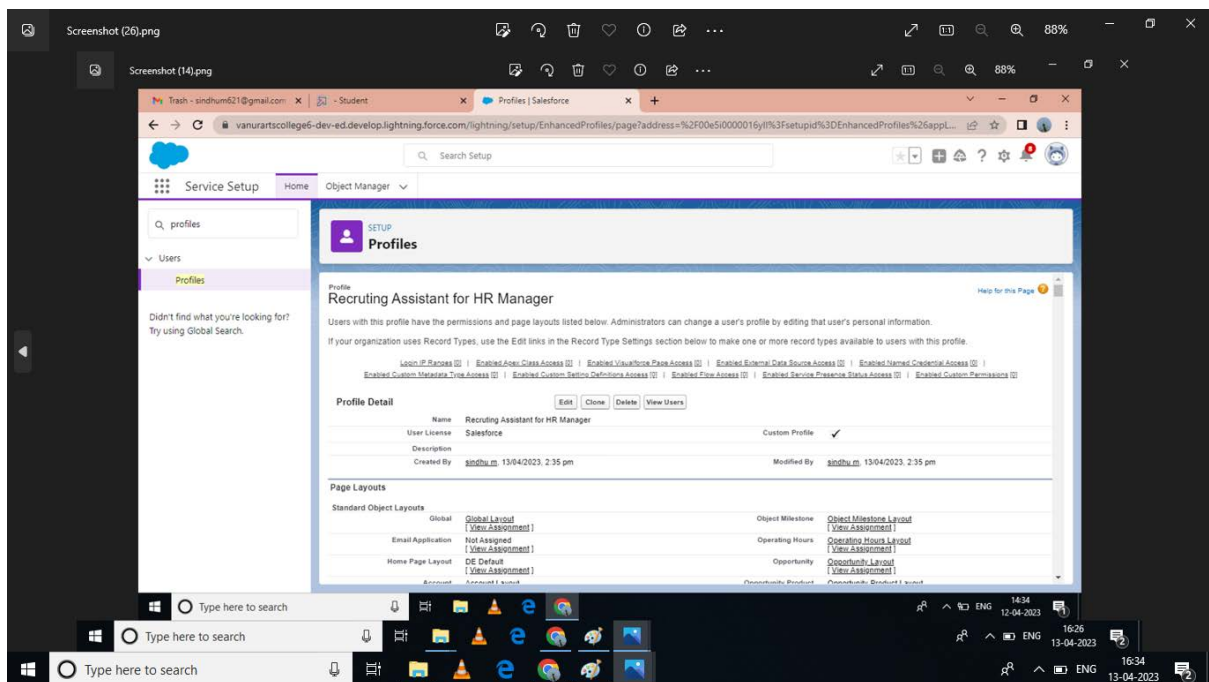 Screenshot (26).png
88%
Screenshot (14).png
88%
Trash - sindhum621@gmail.com
- Student
Profiles | Salesforce
vanurartscollege6-dev-ed.develop.lightning.force.com/lightning/setup/EnhancedProfiles/page?address=%2F00e5i0000016yII%3Fsetupid%3DEnhancedProfiles%26appL...
Search Setup
Service Setup Home Object Manager
profiles
Users
Profiles
Didn't find what you're looking for?
Try using Global Search.
SETUP
Profiles
Profile
Recruting Assistant for HR Manager
Help for this Page
Users with this profile have the permissions and page layouts listed below. Administrators can change a user's profile by editing that user's personal information.
If your organization uses Record Types, use the Edit links in the Record Type Settings section below to make one or more record types available to users with this profile.
Login IP Ranges [0] | Enabled Apex Class Access [0] | Enabled Visualforce Page Access [0] | Enabled External Data Source Access [0] | Enabled Named Credential Access [0] |
Enabled Custom Metadata Type Access [0] | Enabled Custom Setting Definitions Access [0] | Enabled Flow Access [0] | Enabled Service Presence Status Access [0] | Enabled Custom Permissions [0]
Profile Detail Edit Clone Delete View Users
Name Recruting Assistant for HR Manager
User License Salesforce Custom Profile ✓
Description
Created By sindhu m, 13/04/2023, 2:35 pm Modified By sindhu m, 13/04/2023, 2:35 pm
Page Layouts
Standard Object Layouts
Global Global Layout Object Milestone Object Milestone Layout
[ View Assignment ] [ View Assignment ]
Email Application Not Assigned Operating Hours Operating Hours Layout
[ View Assignment ] [ View Assignment ]
Home Page Layout DE Default Opportunity Opportunity Layout
[ View Assignment ] [ View Assignment ]
Account Account Layout Opportunity Product Opportunity Product Layout
Type here to search ENG 14:34
12-04-2023
Type here to search ENG 16:26
13-04-2023 2
Type here to search ENG 16:34
13-04-2023 2